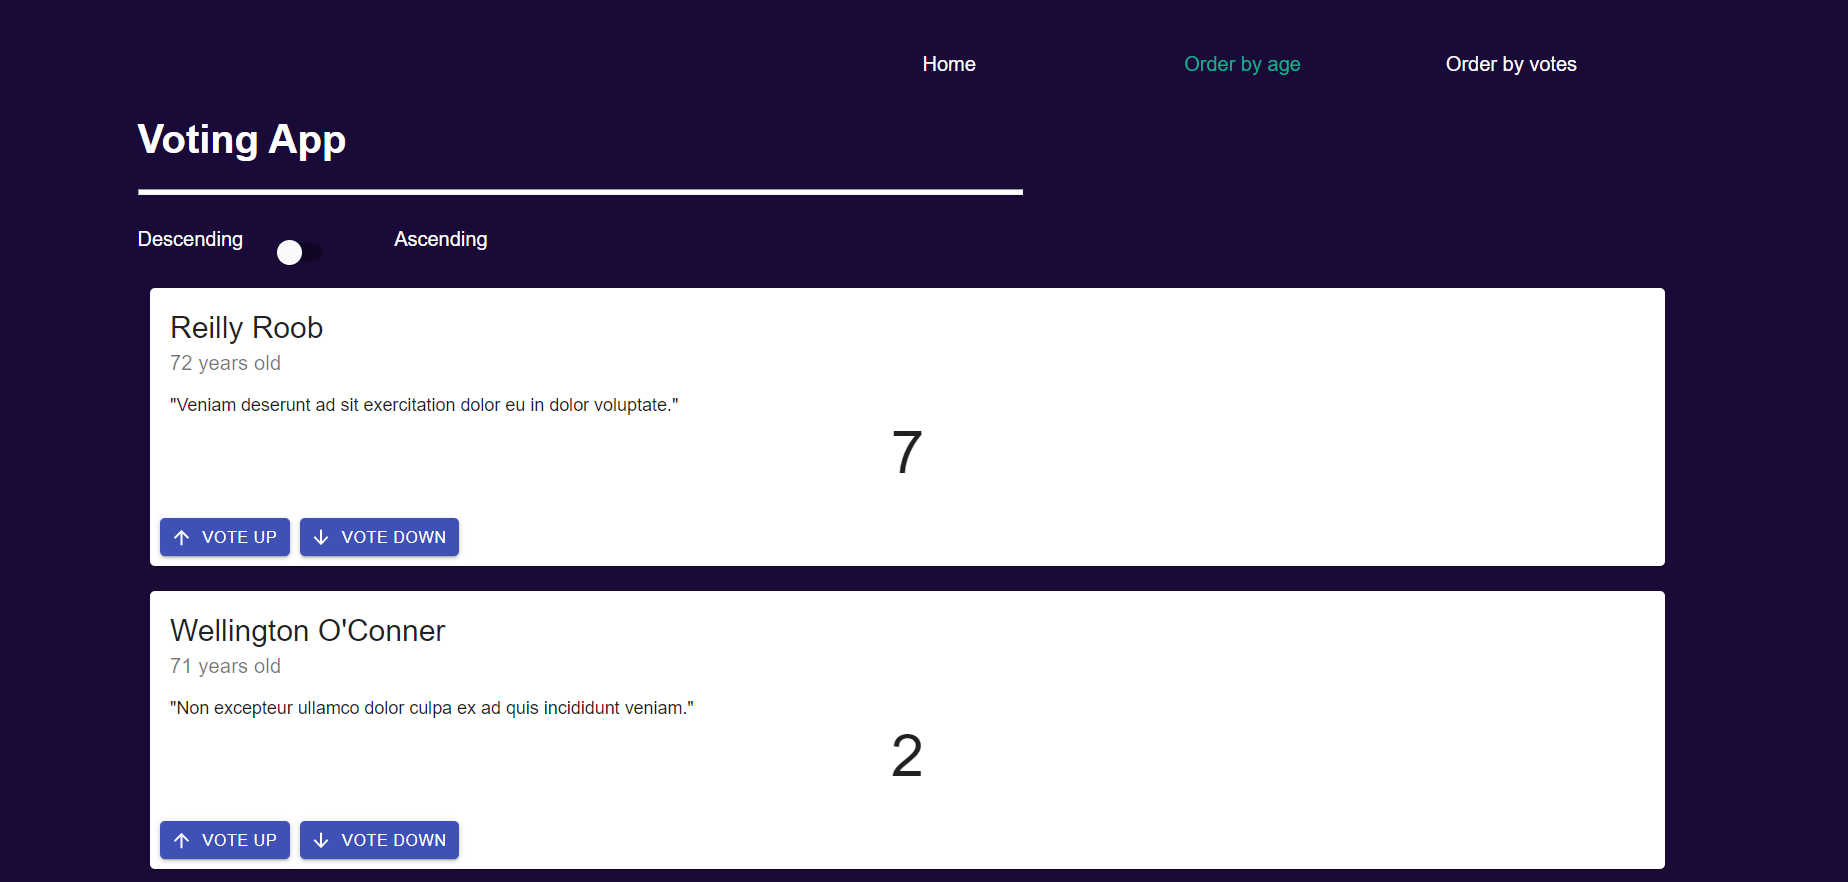 Home Order by age Order by votes
Voting App
Descending Ascending
Reilly Roob
72 years old
"Veniam deserunt ad sit exercitation dolor eu in dolor voluptate."
7
VOTE UP VOTE DOWN
Wellington O'Conner
71 years old
"Non excepteur ullamco dolor culpa ex ad quis incididunt veniam."
2
VOTE UP VOTE DOWN